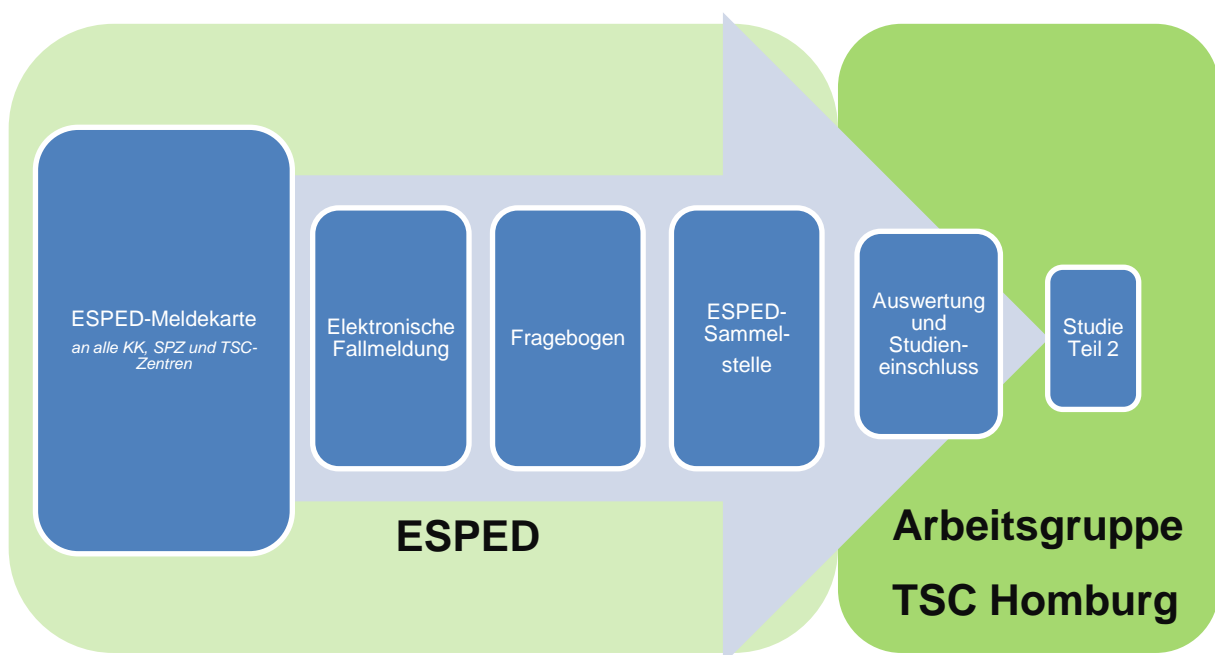 ESPED-Meldekarte
an alle KK, SPZ und TSC-
Zentren
Elektronische
Fallmeldung
Fragebogen
ESPED-
Sammel-
stelle
Auswertung
und
Studien-
einschluss
Studie
Teil 2
ESPED
Arbeitsgruppe
TSC Homburg